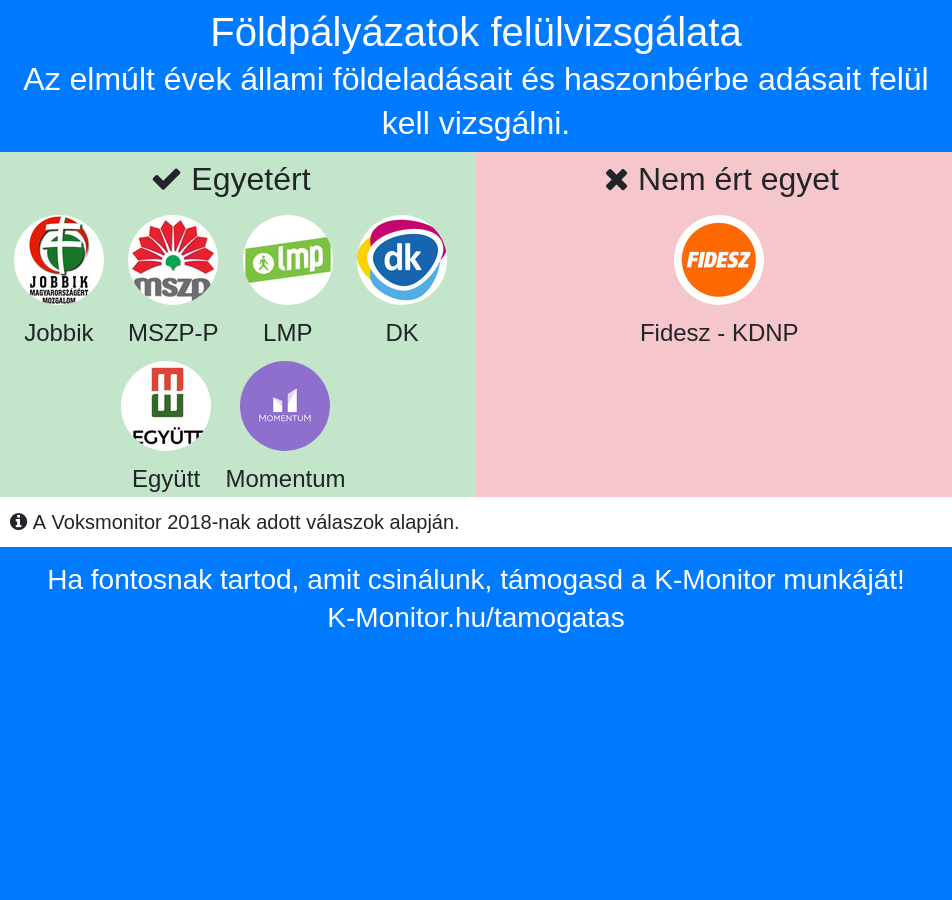 Földpályázatok felülvizsgálata
Az elmúlt évek állami földeladásait és haszonbérbe adásait felül
kell vizsgálni.
Egyetért
Nem ért egyet
JOBBIK
MAGYARORSZÁGÉRT
MOZGALOM
mszp
lmp
dk
FIDESZ
Jobbik
MSZP-P
LMP
DK
Fidesz - KDNP
EGYÜTT
MOMENTUM
Együtt
Momentum
A Voksmonitor 2018-nak adott válaszok alapján.
Ha fontosnak tartod, amit csinálunk, támogasd a K-Monitor munkáját!
K-Monitor.hu/tamogatas